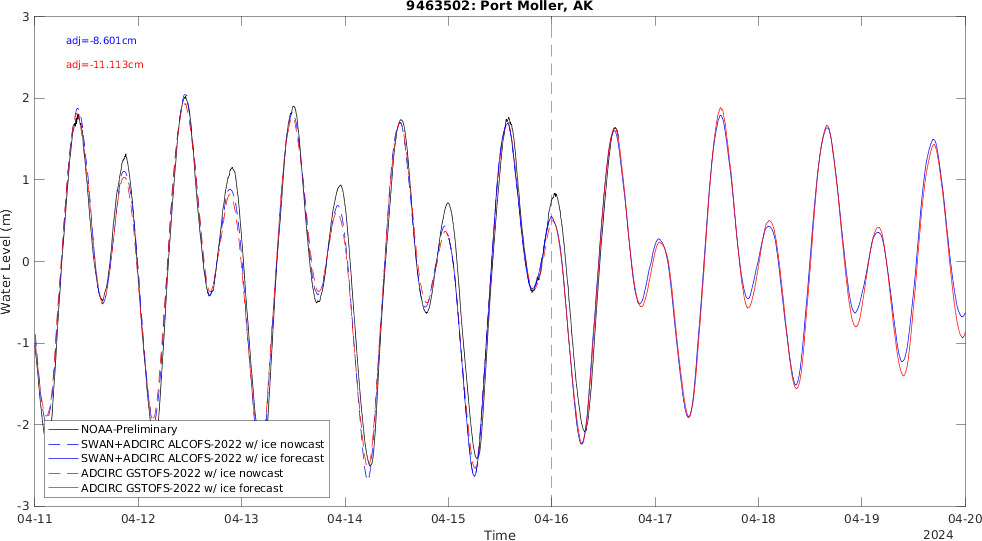 9463502: Port Moller, AK
adj=-8.601cm
adj=-11.113cm
Water Level (m)
3
2
1
0
-1
-2
-3
NOAA-Preliminary
SWAN+ADCIRC ALCOFS-2022 w/ ice nowcast
SWAN+ADCIRC ALCOFS-2022 w/ ice forecast
ADCIRC GSTOFS-2022 w/ ice nowcast
ADCIRC GSTOFS-2022 w/ ice forecast
04-11 04-12 04-13 04-14 04-15 04-16 04-17 04-18 04-19 04-20
Time
2024